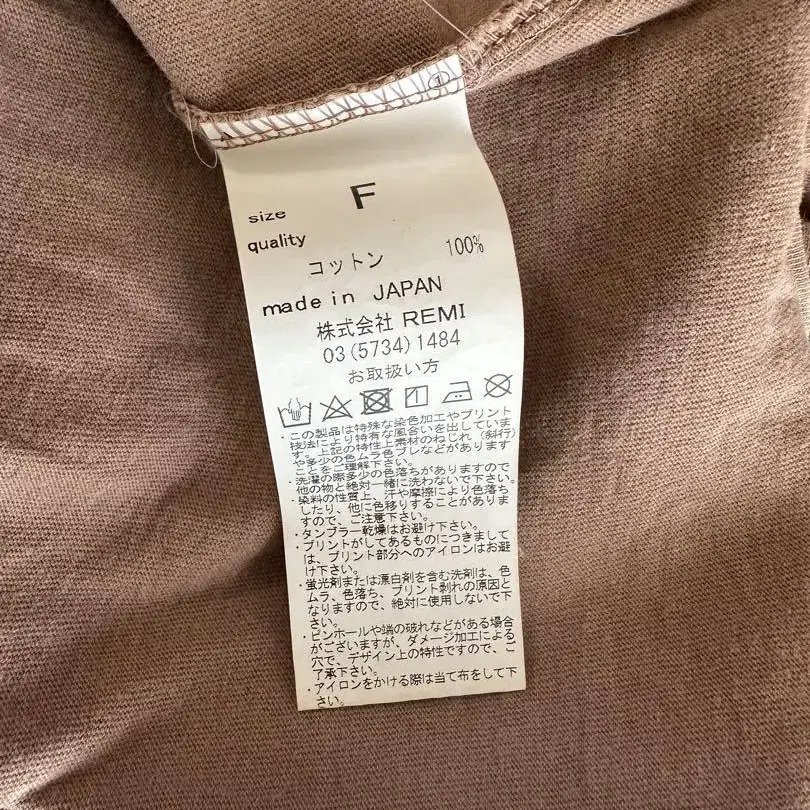 1
size F
quality
コットン 100%
made in JAPAN
株式会社 REMI
03(5734)1484
お取扱い方
・この製品は特殊な染色加工やプリント
技法により特有な風合いを出していま
す。上記の特性上素材のねじれ（斜行）
や多少の色ムラ色ブレなどがあります
ことをご理解下さい。
・洗濯の際多少の色落ちがありますので
他の物と絶対一緒に洗わないで下さい。
・染料の性質上、汗や摩擦により色落ち
したり、他に色移りすることがありま
すので、ご注意下さい。
・タンブラー乾燥はお避け下さい。
・プリントがしてあるものにつきまして
は、プリント部分へのアイロンはお避
け下さい。
・蛍光剤または漂白剤を含む洗剤は、色
ムラ、色落ち、プリント剥れの原因と
なりますので、絶対に使用しないで下
さい。
・ピンホールや端の破れなどがある場合
がございますが、ダメージ加工による
穴で、デザイン上の特性ですので、ご
了承下さい。
・アイロンをかける際は当て布をして下
さい。